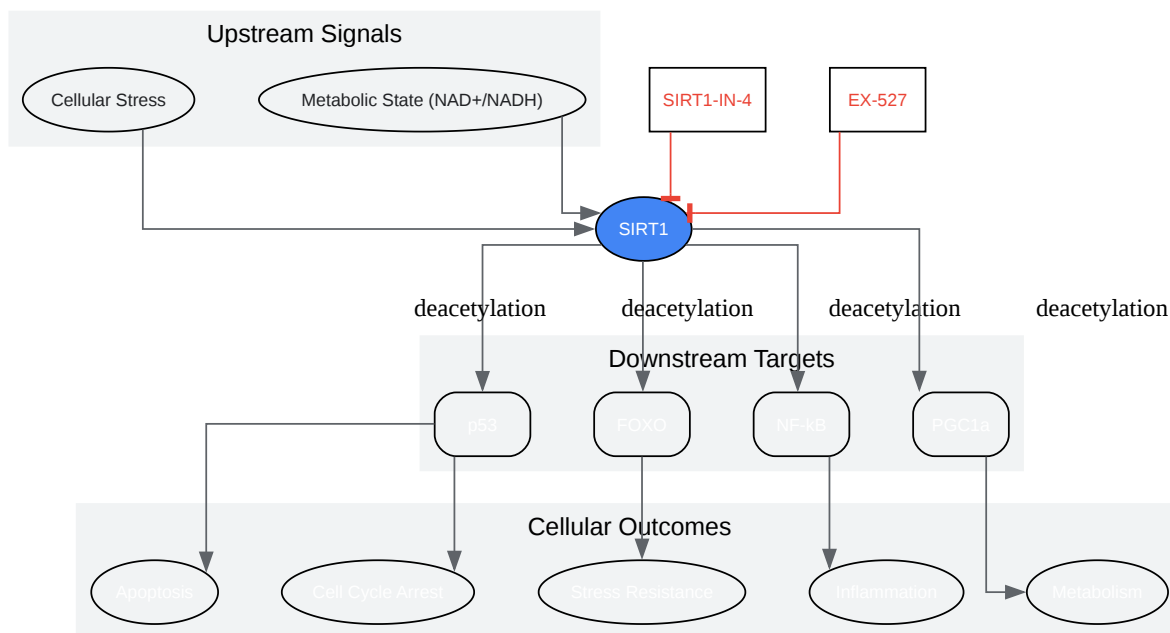 Upstream Signals
Cellular Stress
Metabolic State (NAD+/NADH)
SIRT1-IN-4
EX-527
SIRT1
deacetylation
deacetylation
deacetylation
deacetylation
Downstream Targets
p53
FOXO
NF-kB
PGC1a
Cellular Outcomes
Apoptosis
Cell Cycle Arrest
Stress Resistance
Inflammation
Metabolism